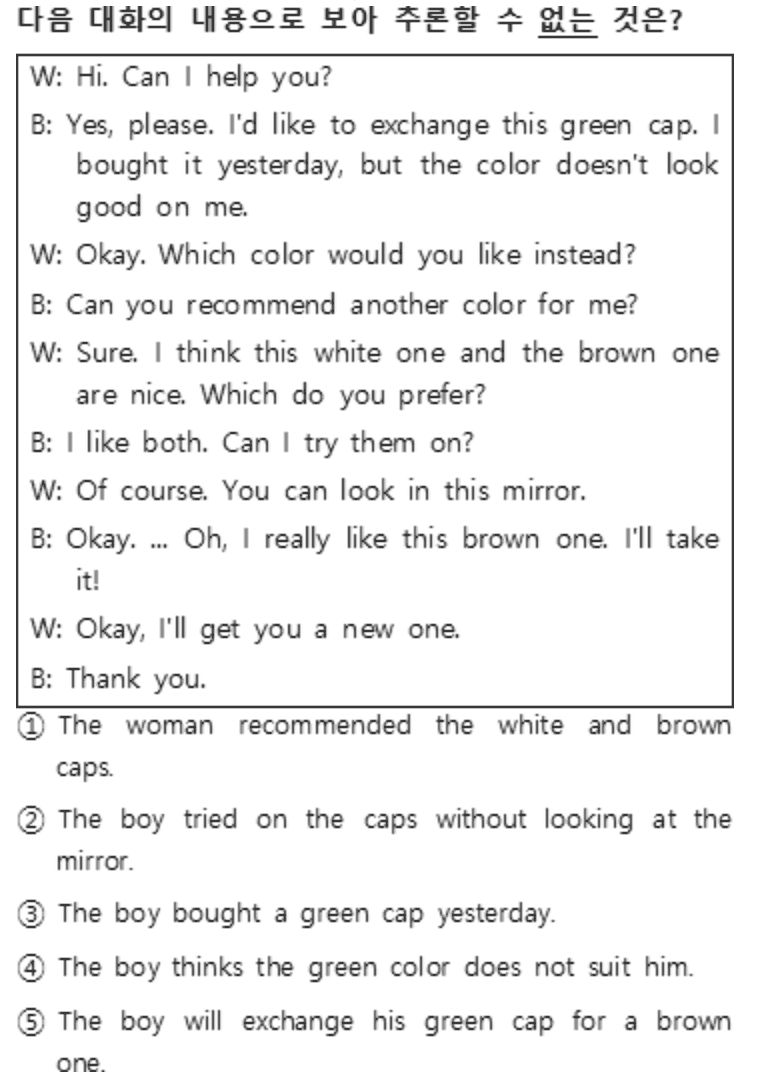 다음 대화의 내용으로 보아 추론할 수 없는 것은?
W: Hi. Can I help you?
B: Yes, please. I'd like to exchange this green cap. I
bought it yesterday, but the color doesn't look
good on me.
W: Okay. Which color would you like instead?
B: Can you recommend another color for me?
W: Sure. I think this white one and the brown one
are nice. Which do you prefer?
B: I like both. Can I try them on?
W: Of course. You can look in this mirror.
B: Okay. ... Oh, I really like this brown one. I'll take
it!
W: Okay, I'll get you a new one.
B: Thank you.
① The woman recommended the white and brown
caps.
② The boy tried on the caps without looking at the
mirror.
③ The boy bought a green cap yesterday.
④ The boy thinks the green color does not suit him.
⑤ The boy will exchange his green cap for a brown
one.